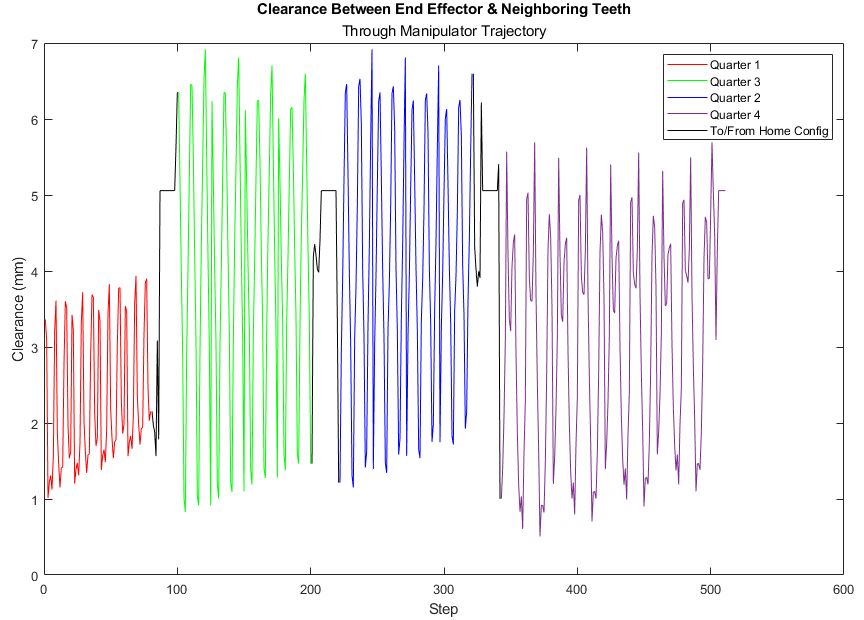 Clearance Between End Effector & Neighboring Teeth
Through Manipulator Trajectory
Quarter 1
Quarter 3
Quarter 2
Quarter 4
To/From Home Config
Clearance (mm)
7
6
5
4
3
2
1
0
0 100 200 300 400 500 600
Step